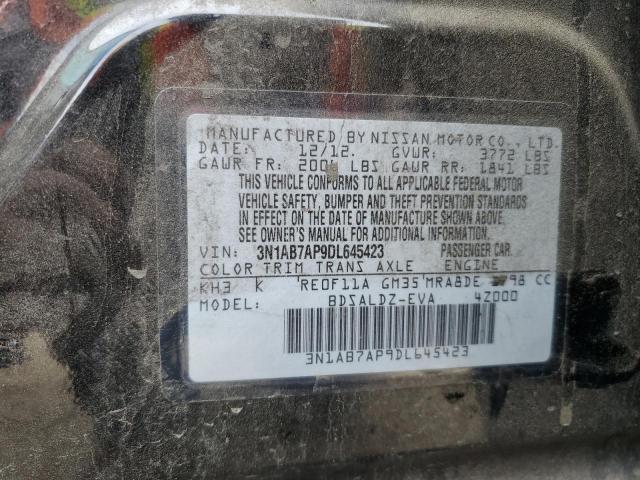 MANUFACTURED BY NISSAN MOTOR CO., LTD.
DATE: 12/12. GVWR: 3772 LBS
GAWR FR: 2004 LBS GAWR RR: 1841 LBS
THIS VEHICLE CONFORMS TO ALL APPLICABLE FEDERAL MOTOR
VEHICLE SAFETY, BUMPER AND THEFT PREVENTION STANDARDS
IN EFFECT ON THE DATE OF MANUFACTURE SHOWN ABOVE.
SEE OWNER'S MANUAL FOR ADDITIONAL INFORMATION.
VIN: 3N1AB7AP9DL645423 PASSENGER CAR
COLOR TRIM TRANS AXLE ENGINE
KH3 K RE0F11A GM35 MRA8DE CC
MODEL: BDSALDZ-EVA 4Z000
3N1AB7AP9DL645423